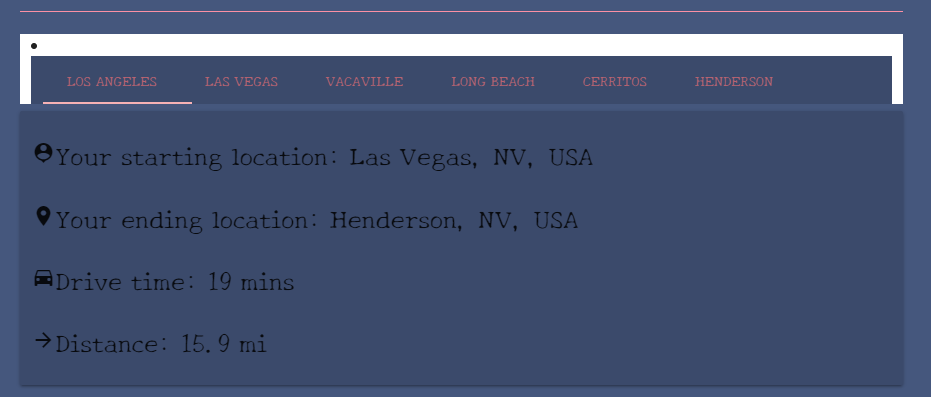 LOS ANGELES LAS VEGAS VACAVILLE LONG BEACH CERRITOS HENDERSON
Your starting location: Las Vegas, NV, USA
Your ending location: Henderson, NV, USA
Drive time: 19 mins
Distance: 15.9 mi